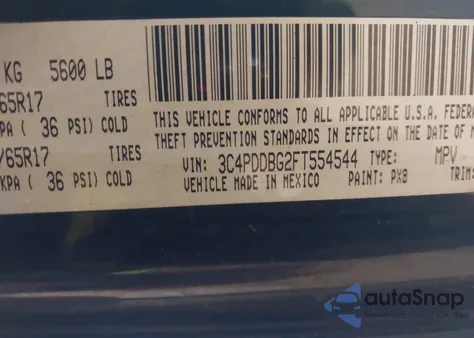 KG 5600 LB
65R17 TIRES
KPA ( 36 PSI) COLD
/65R17 TIRES
KPA ( 36 PSI) COLD
THIS VEHICLE CONFORMS TO ALL APPLICABLE U.S.A. FEDERA
THEFT PREVENTION STANDARDS IN EFFECT ON THE DATE OF M
VIN: 3C4PDDBG2FT554544 TYPE: MPV
VEHICLE MADE IN MEXICO PAINT: PX8 TRIM:
autoSnap